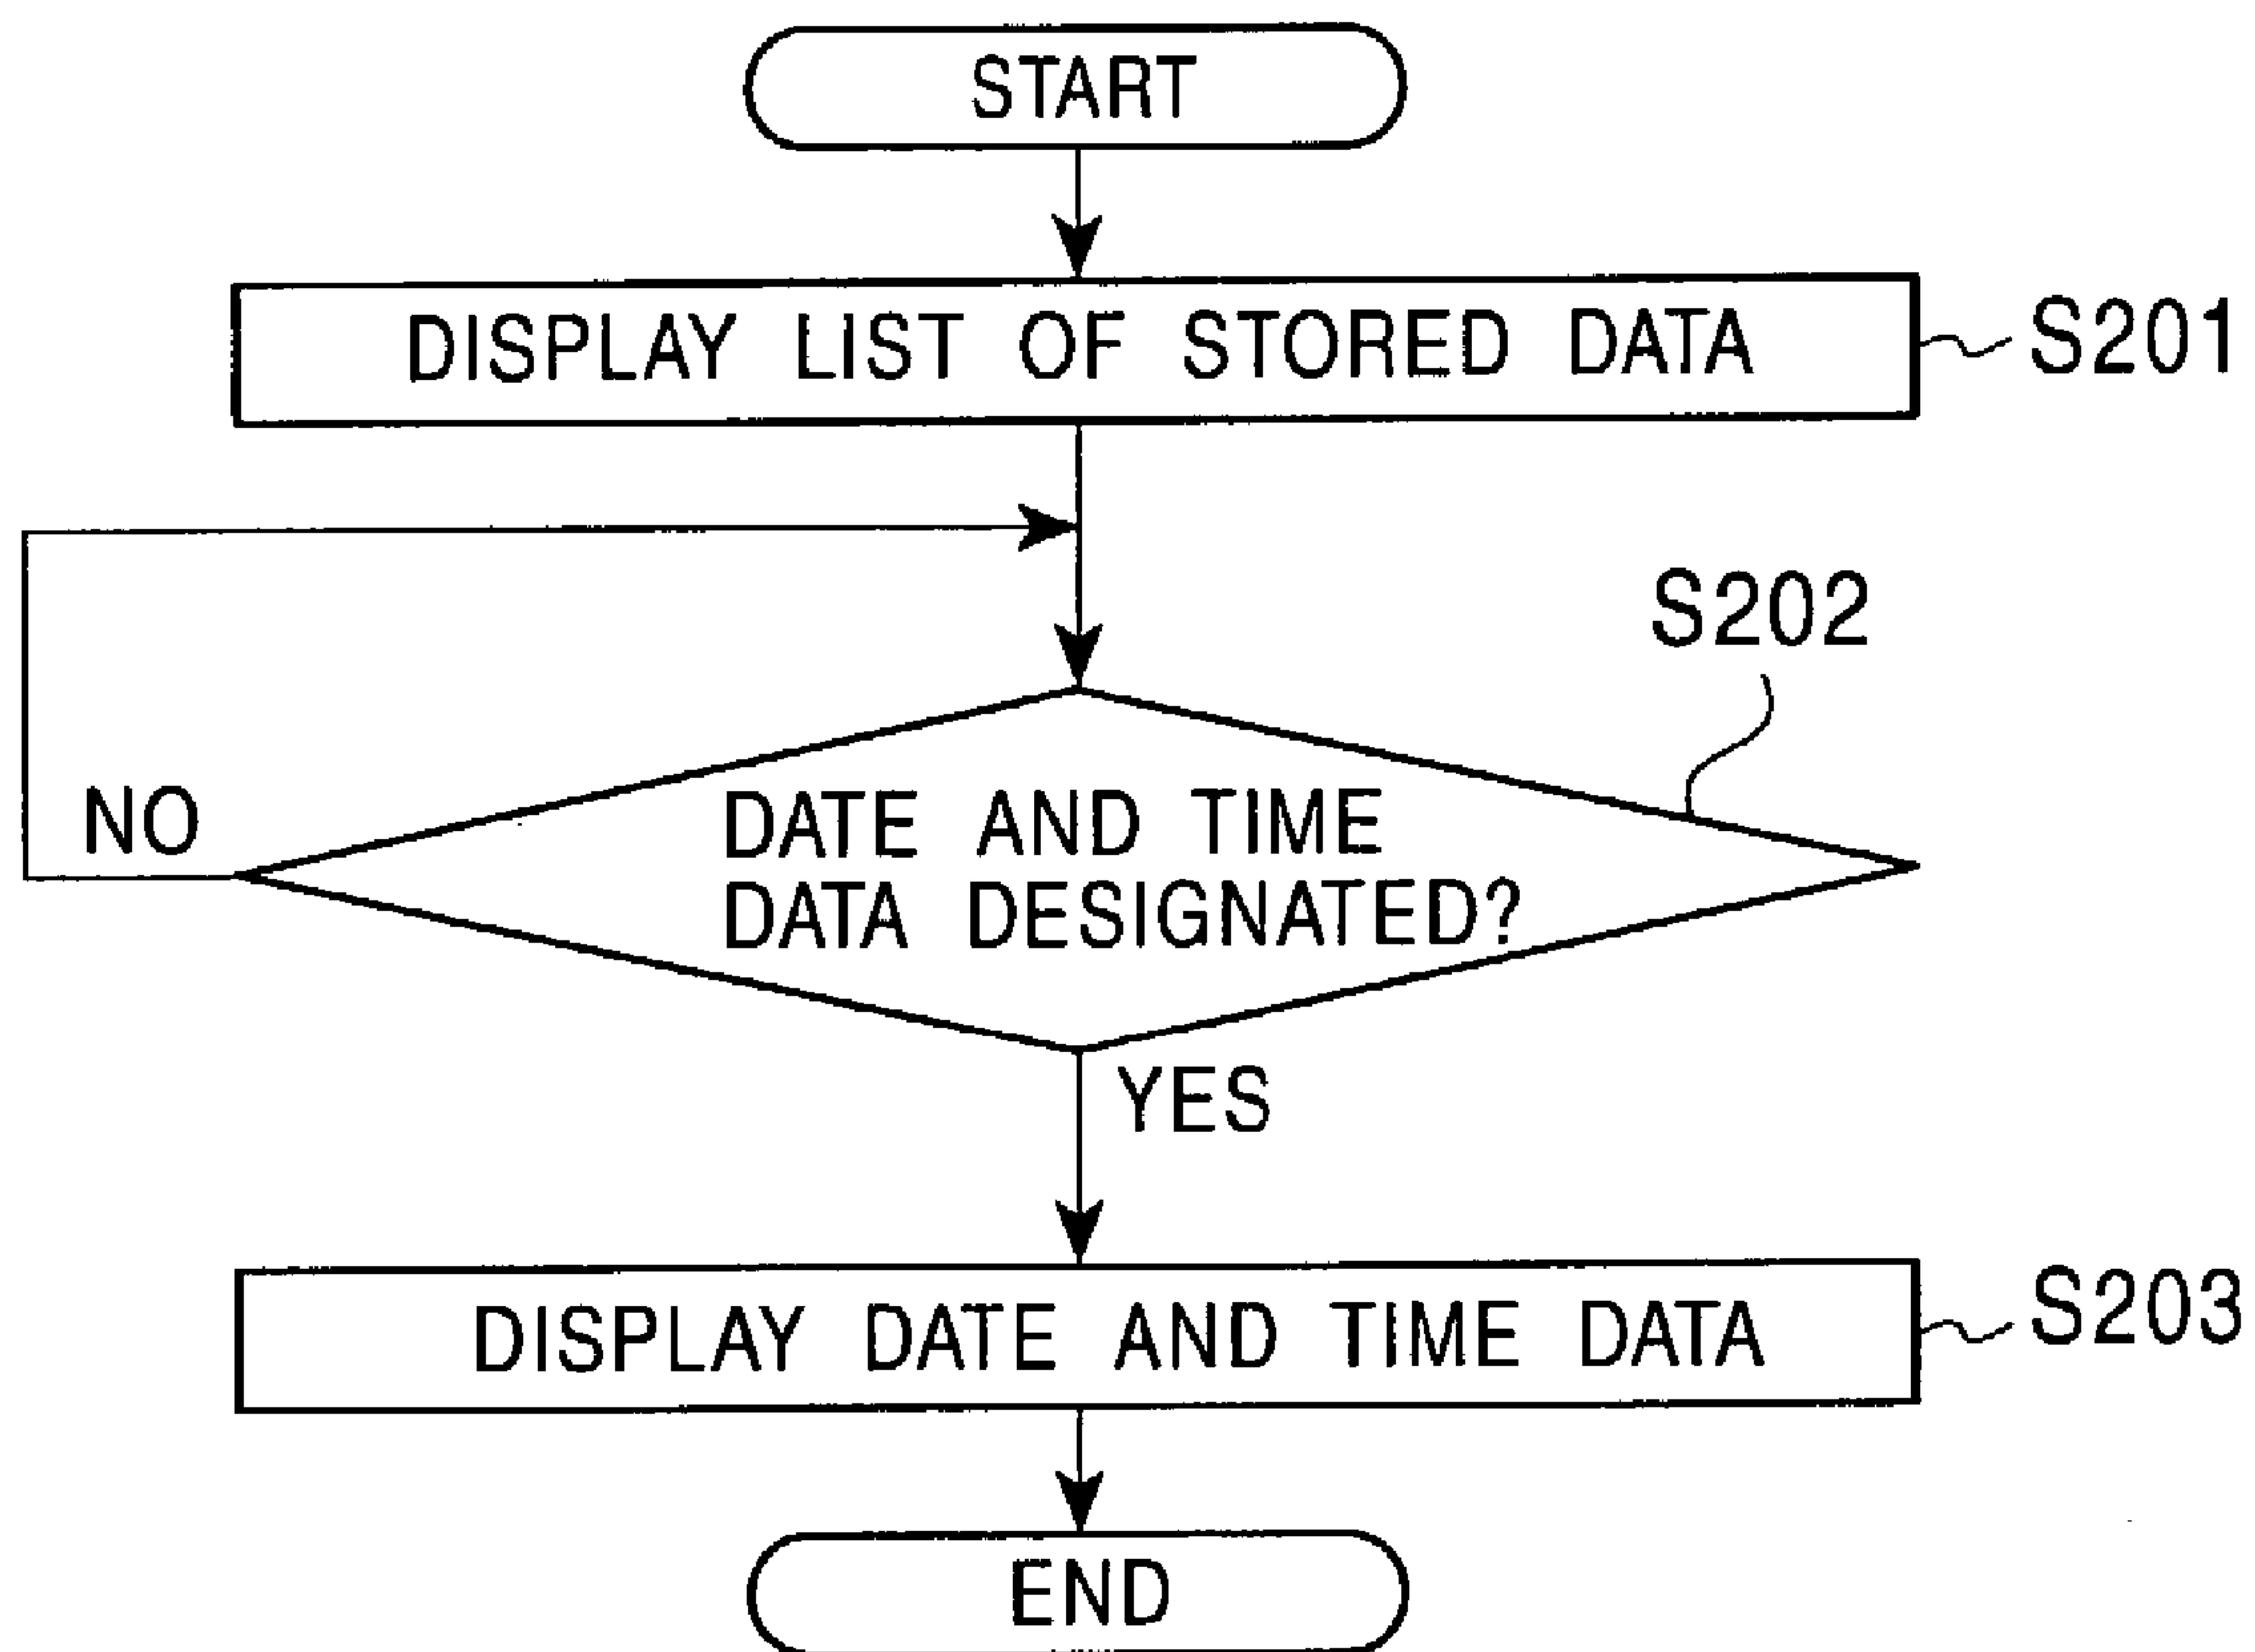 START
DISPLAY LIST OF STORED DATA
S201
S202
NO
DATE AND TIME
DATA DESIGNATED?
YES
DISPLAY DATE AND TIME DATA
S203
END